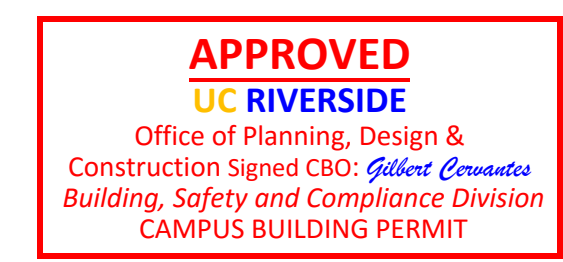 APPROVED
UC RIVERSIDE
Office of Planning, Design &
Construction Signed CBO: Gilbert Cervantes
Building, Safety and Compliance Division
CAMPUS BUILDING PERMIT